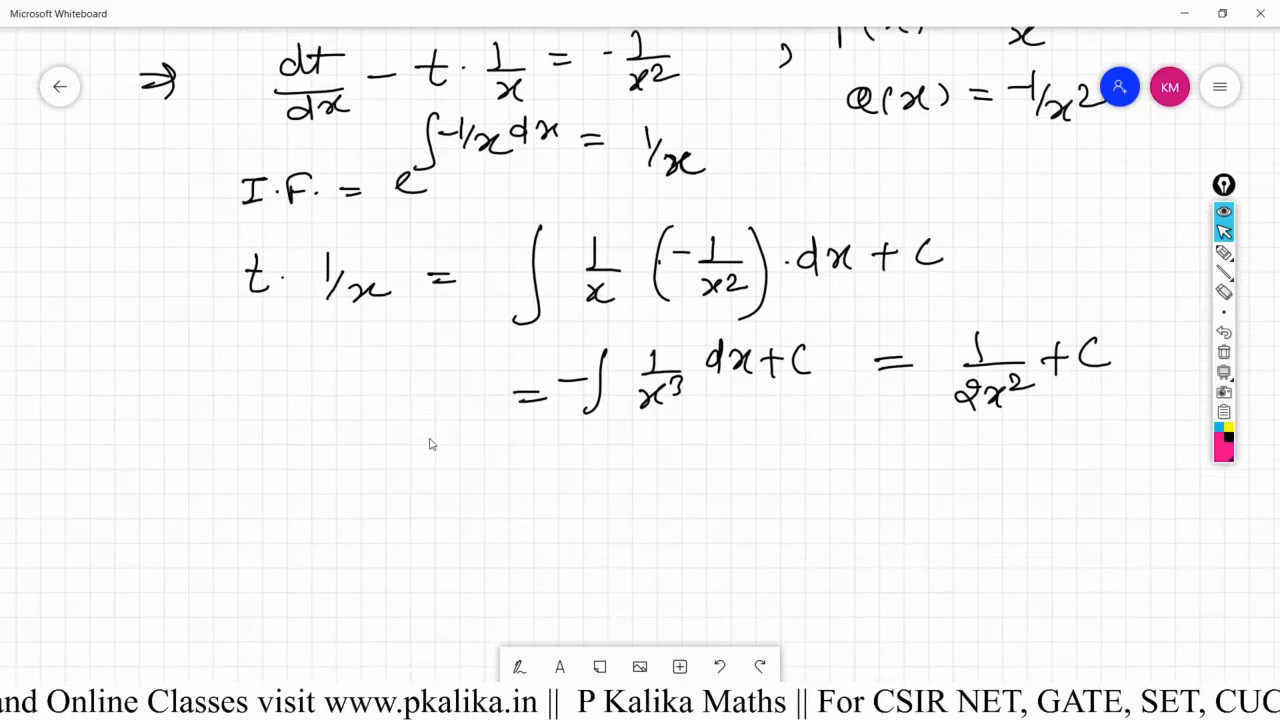 Microsoft Whiteboard
⇒ dt/dx - t · 1/x = -1/x² ,
x
Q(x) = -1/x²
KM
I.F. = e^∫-1/x dx = 1/x
t · 1/x = ∫ 1/x (-1/x²) · dx + C
= -∫ 1/x³ dx + C = 1/2x² + C
A
and Online Classes visit www.pkalika.in || P Kalika Maths || For CSIR NET, GATE, SET, CUC